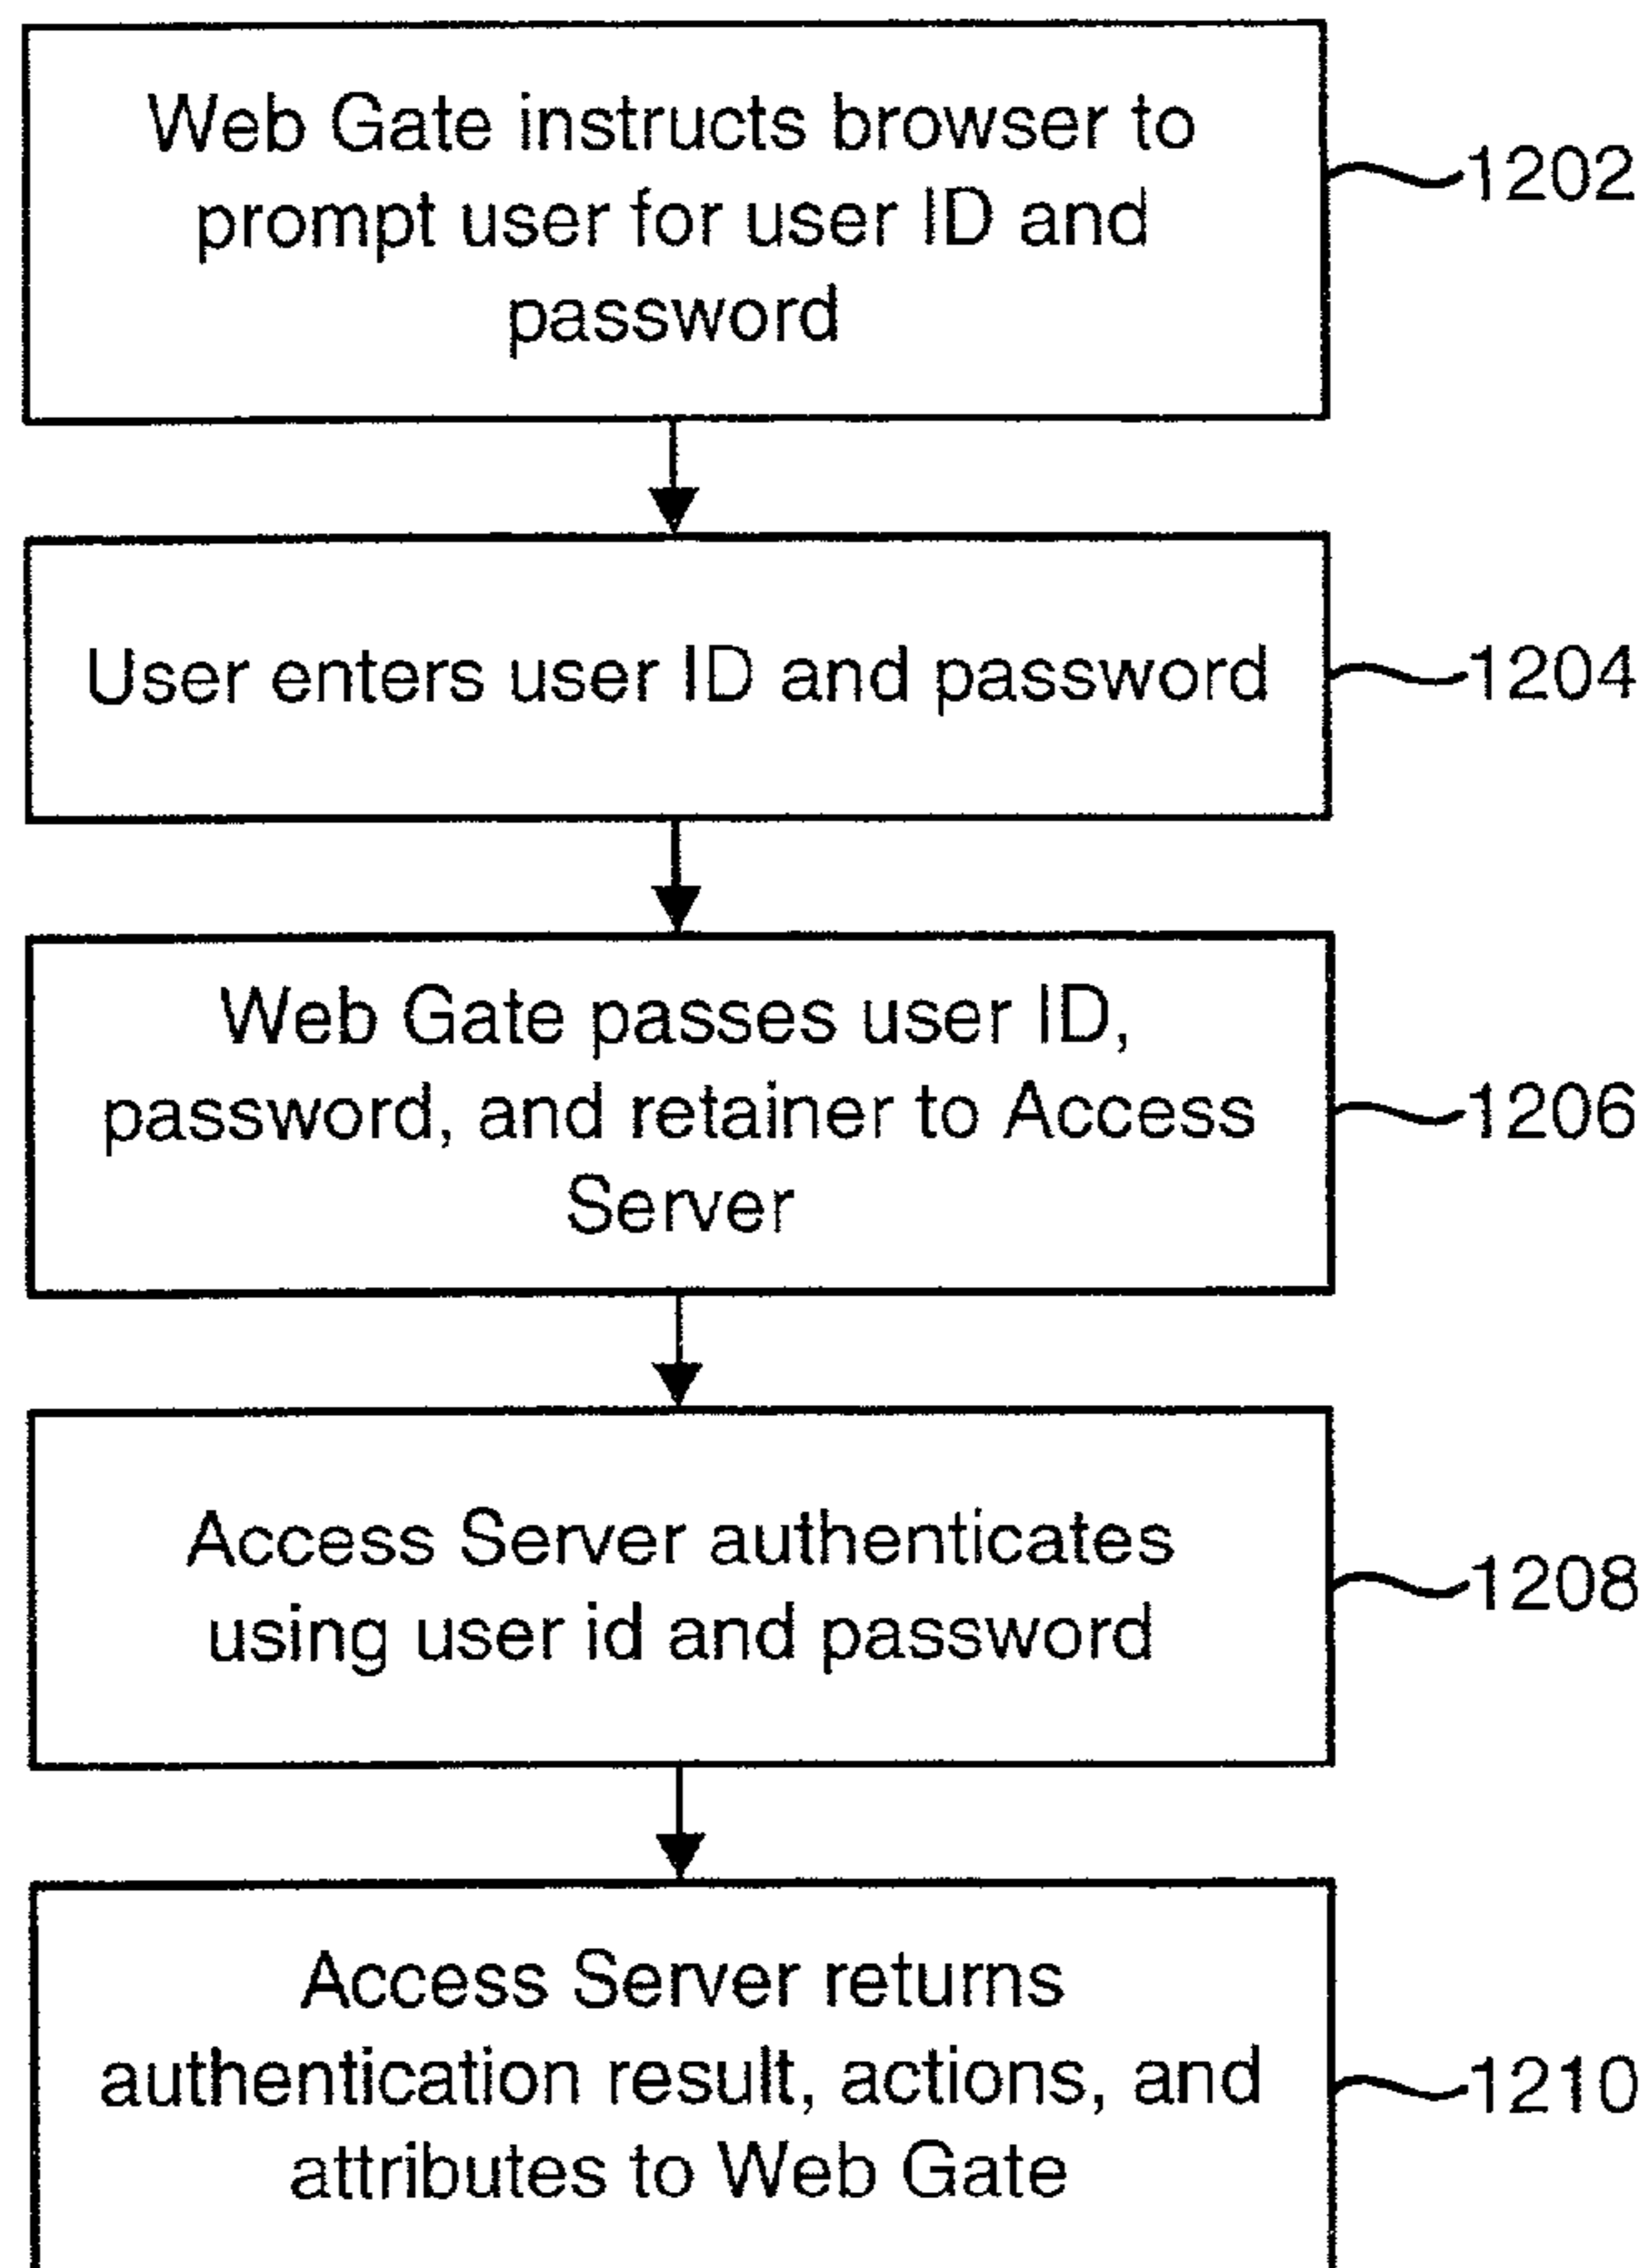 Web Gate instructs browser to
prompt user for user ID and
password
1202
User enters user ID and password
1204
Web Gate passes user ID,
password, and retainer to Access
Server
1206
Access Server authenticates
using user id and password
1208
Access Server returns
authentication result, actions, and
attributes to Web Gate
1210